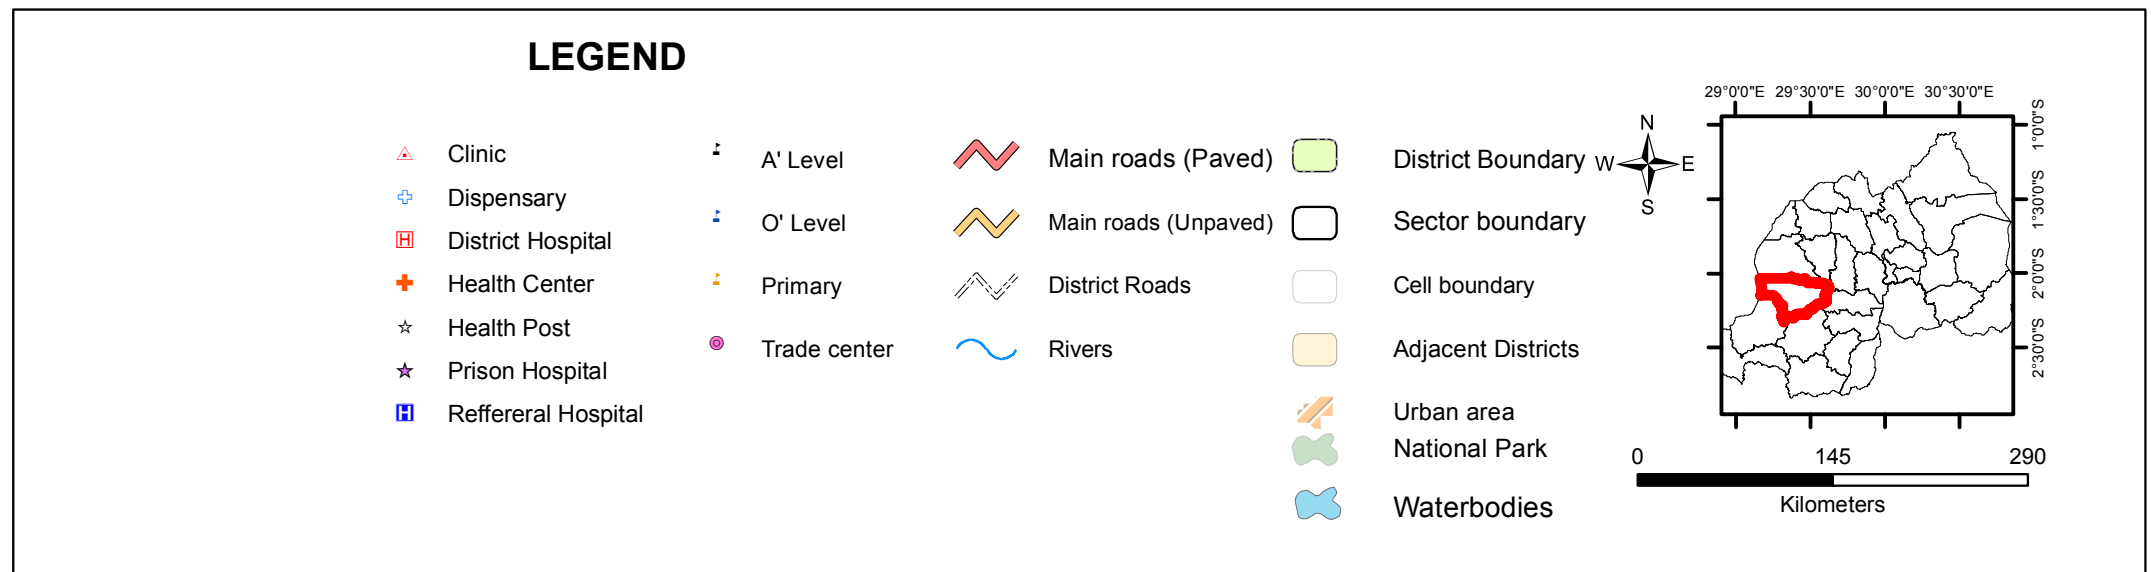 LEGEND
Clinic
Dispensary
District Hospital
Health Center
Health Post
Prison Hospital
Reffereral Hospital
A' Level
O' Level
Primary
Trade center
Main roads (Paved)
Main roads (Unpaved)
District Roads
Rivers
District Boundary
Sector boundary
Cell boundary
Adjacent Districts
Urban area
National Park
Waterbodies
N
W E
S
29°0'0"E 29°30'0"E 30°0'0"E 30°30'0"E
1°0'0"S
1°30'0"S
2°0'0"S
2°30'0"S
0 145 290
Kilometers